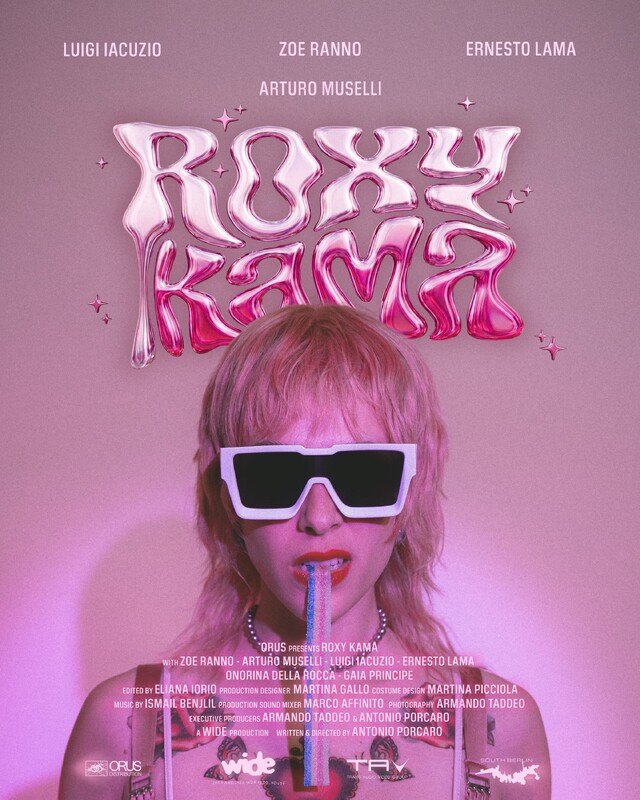 LUIGI IACUZIO ZOE RANNO ERNESTO LAMA
ARTURO MUSELLI
ROXY
KAMA
ORUS PRESENTS ROXY KAMA
WITH ZOE RANNO - ARTURO MUSELLI - LUIGI IACUZIO - ERNESTO LAMA
ONORINA DELLA ROCCA - GAIA PRINCIPE
EDITED BY ELIANA IORIO PRODUCTION DESIGNER MARTINA GALLO COSTUME DESIGN MARTINA PICCIOLA
MUSIC BY ISMAIL BENJLIL PRODUCTION SOUND MIXER MARCO AFFINITO PHOTOGRAPHY ARMANDO TADDEO
EXECUTIVE PRODUCERS ARMANDO TADDEO & ANTONIO PORCARO
A WIDE PRODUCTION WRITTEN & DIRECTED BY ANTONIO PORCARO
ORUS
DISTRIBUTION
wide
TAV
SOUTH BERLIN